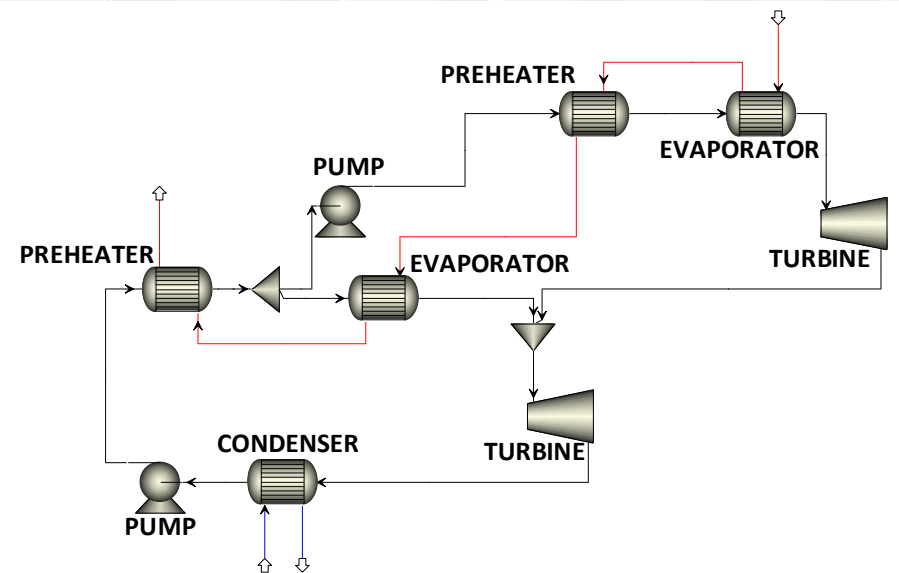 PREHEATER
EVAPORATOR
PUMP
TURBINE
PREHEATER
EVAPORATOR
CONDENSER
TURBINE
PUMP